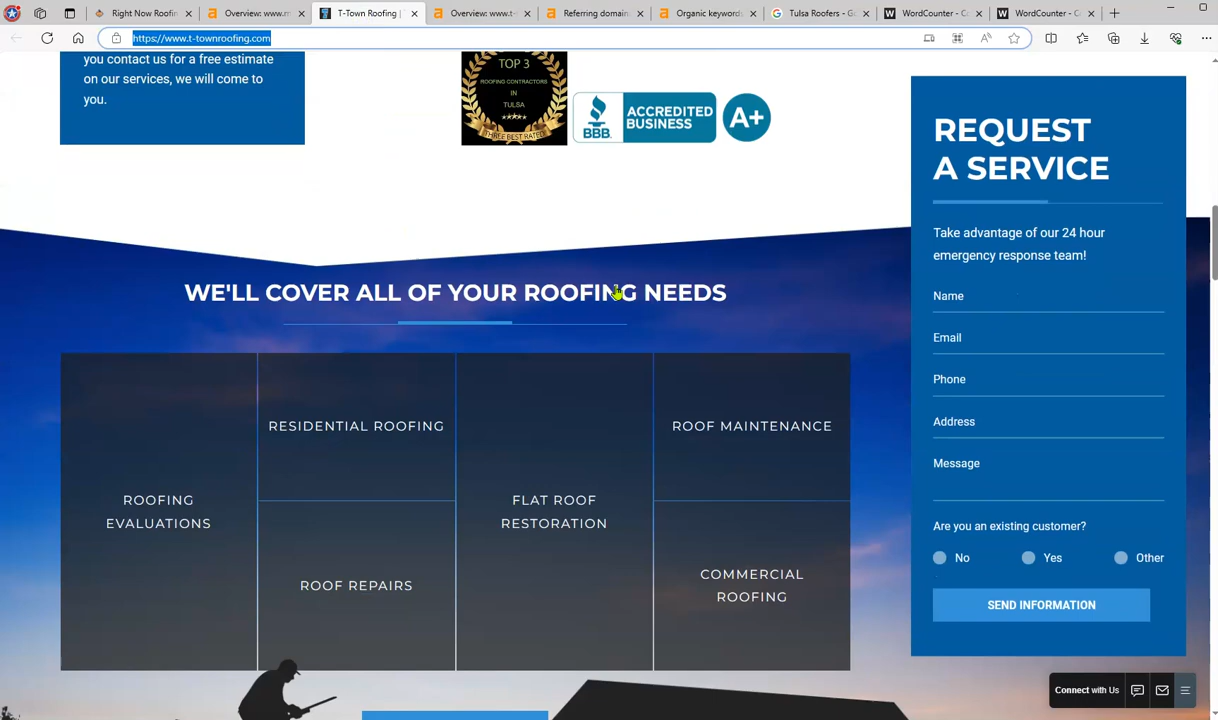 Right Now Roofin
Overview: www.m
T-Town Roofing |
Overview: www.t-
Referring domain
Organic keyword
Tulsa Roofers - Go
WordCounter - Co
WordCounter - Co
https://www.t-townroofing.com
you contact us for a free estimate
on our services, we will come to
you.
TOP 3
ROOFING CONTRACTORS
IN
TULSA
THREE BEST RATED
BBB.
ACCREDITED
BUSINESS
A+
REQUEST
A SERVICE
Take advantage of our 24 hour
emergency response team!
Name
Email
Phone
Address
Message
Are you an existing customer?
No Yes Other
SEND INFORMATION
WE'LL COVER ALL OF YOUR ROOFING NEEDS
ROOFING
EVALUATIONS
RESIDENTIAL ROOFING
ROOF REPAIRS
FLAT ROOF
RESTORATION
ROOF MAINTENANCE
COMMERCIAL
ROOFING
Connect with Us